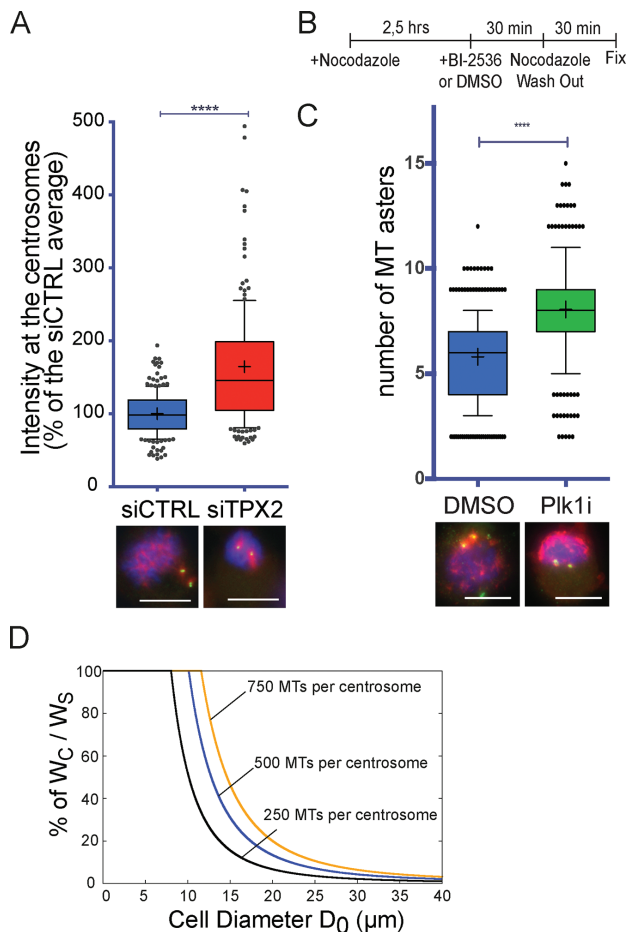 A
B
2,5 hrs
30 min
30 min
+Nocodazole
+BI-2536
or DMSO
Nocodazole
Wash Out
Fix
Intensity at the centrosomes
(% of the siCTRL average)
500
400
300
200
100
0
****
siCTRL
siTPX2
C
number of MT asters
15
10
5
0
****
DMSO
Plk1i
D
% of WC / WS
100
80
60
40
20
0
750 MTs per centrosome
500 MTs per centrosome
250 MTs per centrosome
0
5
10
15
20
25
30
35
40
Cell Diameter D0 (µm)